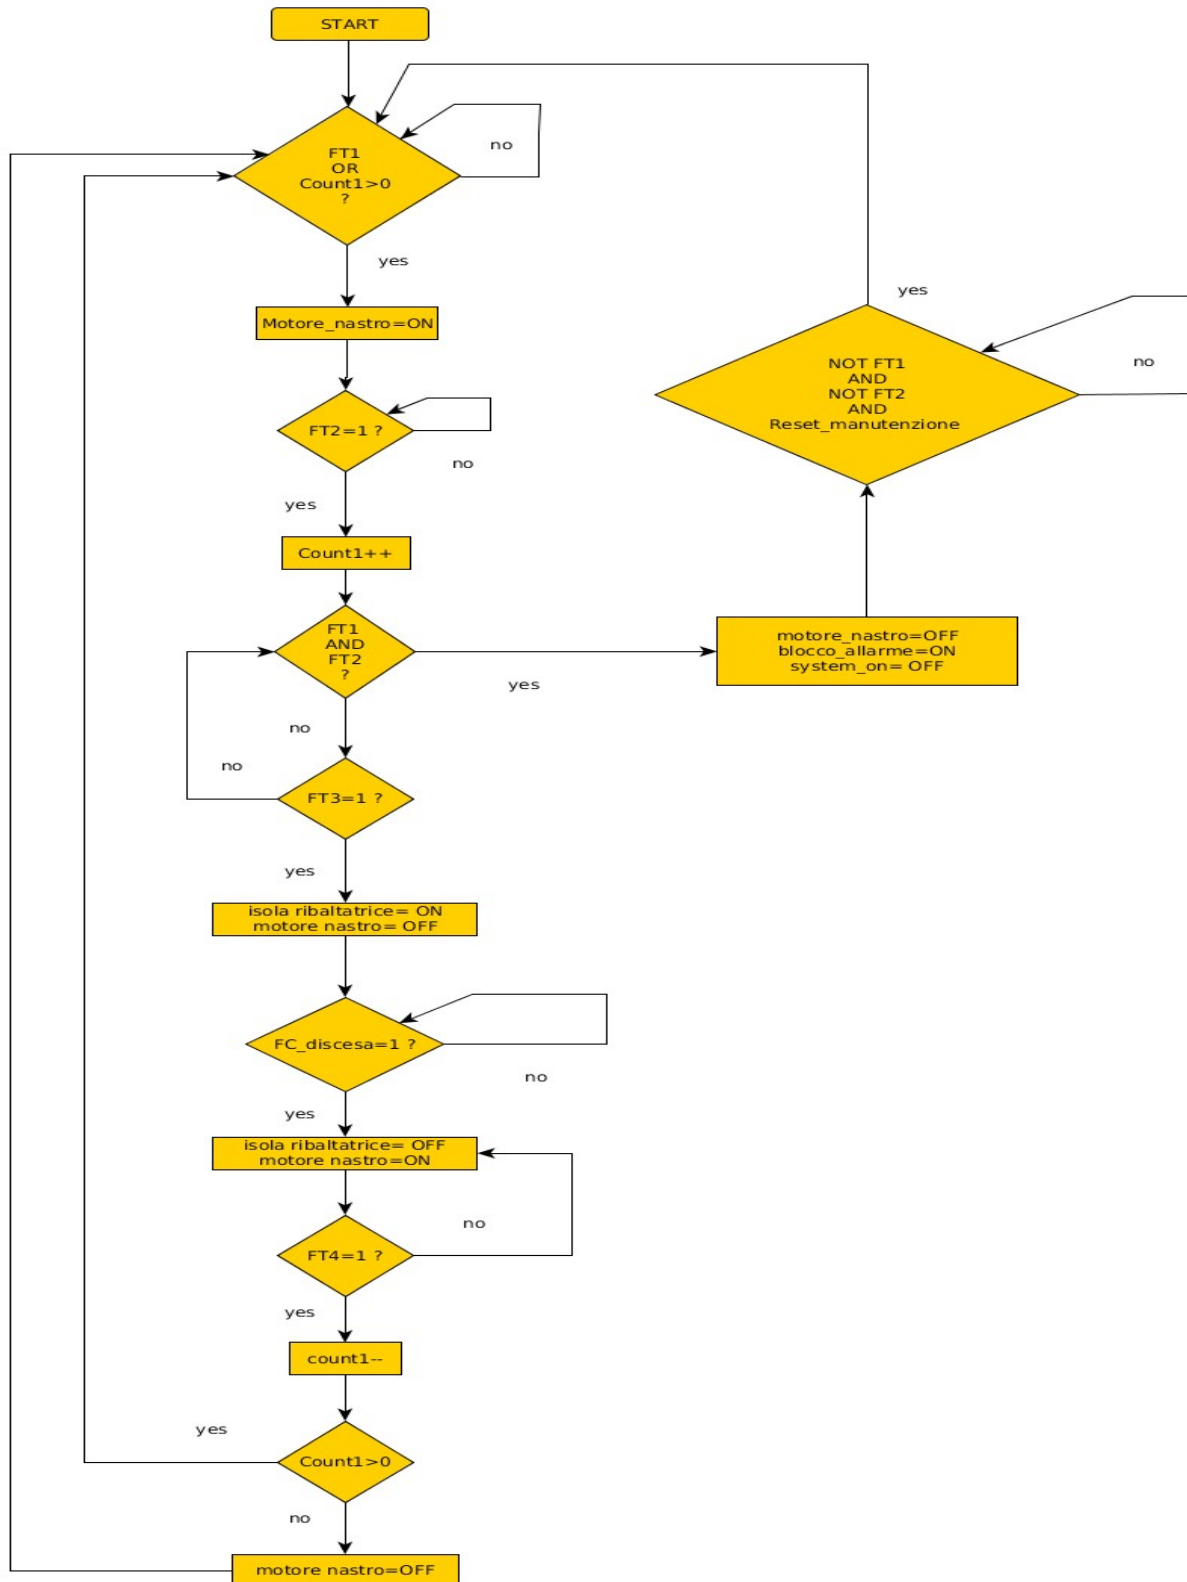 START
FT1
OR
Count1>0
?
no
yes
Motore_nastro=ON
FT2=1 ?
no
yes
Count1++
FT1
AND
FT2
?
yes
no
no
FT3=1 ?
yes
isola ribaltatrice= ON
motore nastro= OFF
FC_discesa=1 ?
no
yes
isola ribaltatrice= OFF
motore nastro=ON
no
FT4=1 ?
yes
count1--
yes
Count1>0
no
motore nastro=OFF
motore_nastro=OFF
blocco_allarme=ON
system_on= OFF
NOT FT1
AND
NOT FT2
AND
Reset_manutenzione
yes
no